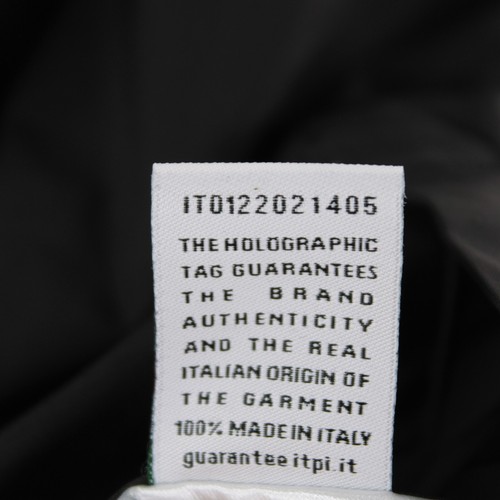 IT0122021405
THE HOLOGRAPHIC
TAG GUARANTEES
THE BRAND
AUTHENTICITY
AND THE REAL
ITALIAN ORIGIN OF
THE GARMENT
100% MADE IN ITALY
guarantee itpi.it